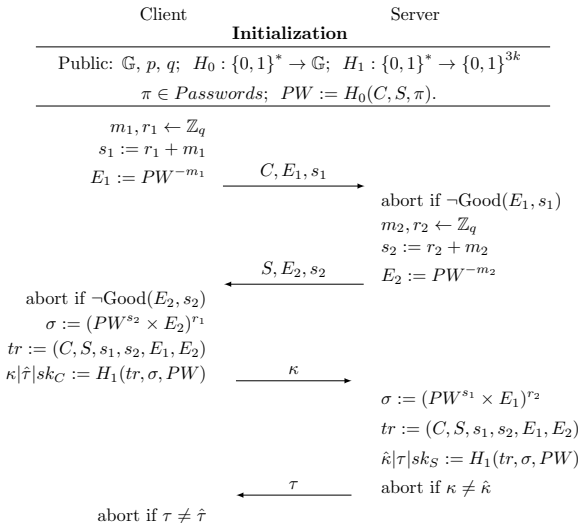 Client Server
Initialization
Public: 𝔾, p, q; H₀ : {0,1}* → 𝔾; H₁ : {0,1}* → {0,1}³ᵏ
π ∈ Passwords; PW := H₀(C, S, π).
m₁, r₁ ← ℤ_q
s₁ := r₁ + m₁
E₁ := PW^{−m₁}
C, E₁, s₁
abort if ¬Good(E₁, s₁)
m₂, r₂ ← ℤ_q
s₂ := r₂ + m₂
E₂ := PW^{−m₂}
S, E₂, s₂
abort if ¬Good(E₂, s₂)
σ := (PW^{s₂} × E₂)^{r₁}
tr := (C, S, s₁, s₂, E₁, E₂)
κ|τ̂|sk_C := H₁(tr, σ, PW)
κ
σ := (PW^{s₁} × E₁)^{r₂}
tr := (C, S, s₁, s₂, E₁, E₂)
κ̂|τ|sk_S := H₁(tr, σ, PW)
abort if κ ≠ κ̂
τ
abort if τ ≠ τ̂